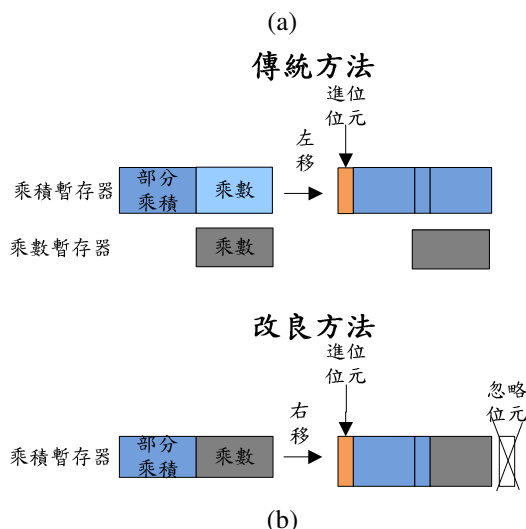 (a)
傳統方法
進位
位元
左
移
乘積暫存器
部分
乘積
乘數
乘數暫存器
乘數
改良方法
進位
位元
忽略
位元
右
移
乘積暫存器
部分
乘積
乘數
(b)